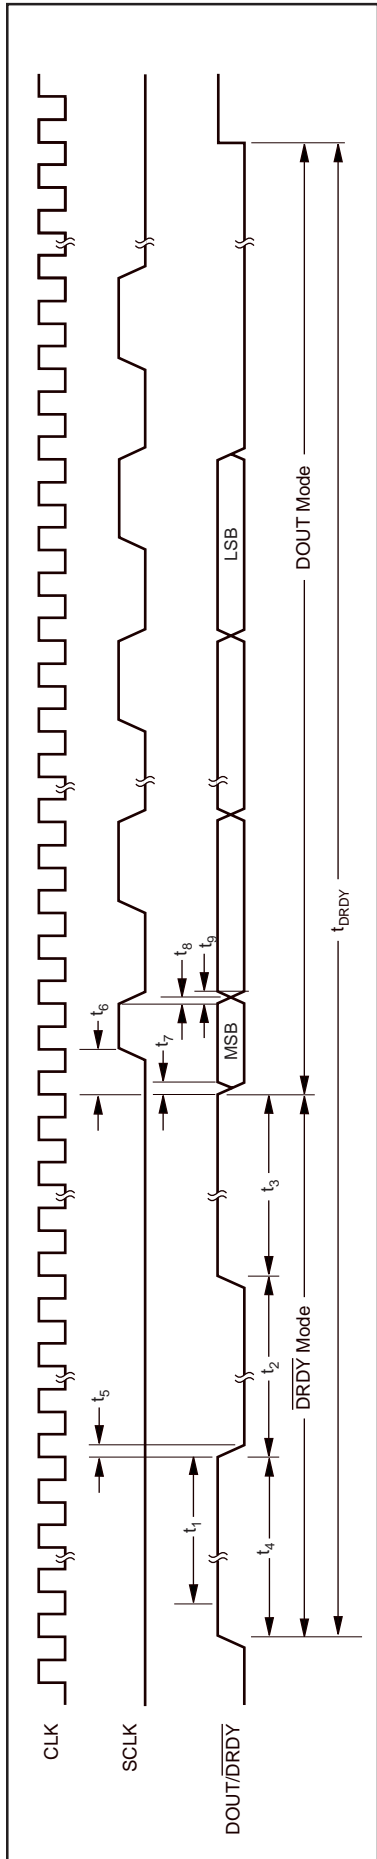 CLK
SCLK
DOUT/DRDY
t5
t6
t1
t7
t8
t9
MSB
LSB
t4
t2
t3
DRDY Mode
DOUT Mode
tDRDY